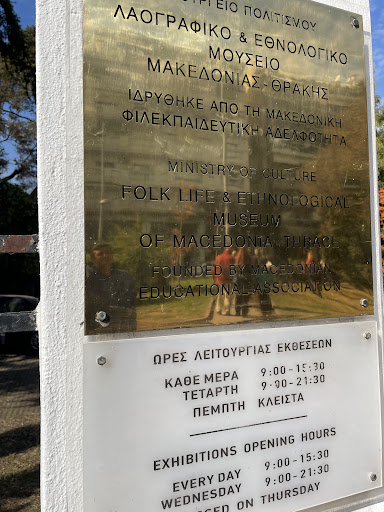 ΥΠΟΥΡΓΕΙΟ ΠΟΛΙΤΙΣΜΟΥ
ΛΑΟΓΡΑΦΙΚΟ & ΕΘΝΟΛΟΓΙΚΟ
ΜΟΥΣΕΙΟ
ΜΑΚΕΔΟΝΙΑΣ - ΘΡΑΚΗΣ
ΙΔΡΥΘΗΚΕ ΑΠΟ ΤΗ ΜΑΚΕΔΟΝΙΚΗ
ΦΙΛΕΚΠΑΙΔΕΥΤΙΚΗ ΑΔΕΛΦΟΤΗΤΑ
MINISTRY OF CULTURE
FOLK LIFE & ETHNOLOGICAL
MUSEUM
OF MACEDONIA, THRACE
FOUNDED BY MACEDONIAN
EDUCATIONAL ASSOCIATION
ΩΡΕΣ ΛΕΙΤΟΥΡΓΙΑΣ ΕΚΘΕΣΕΩΝ
ΚΑΘΕ ΜΕΡΑ 9:00 - 15:30
ΤΕΤΑΡΤΗ 9:00 - 21:30
ΠΕΜΠΤΗ ΚΛΕΙΣΤΑ
EXHIBITIONS OPENING HOURS
EVERY DAY 9:00 - 15:30
WEDNESDAY 9:00 - 21:30
CLOSED ON THURSDAY